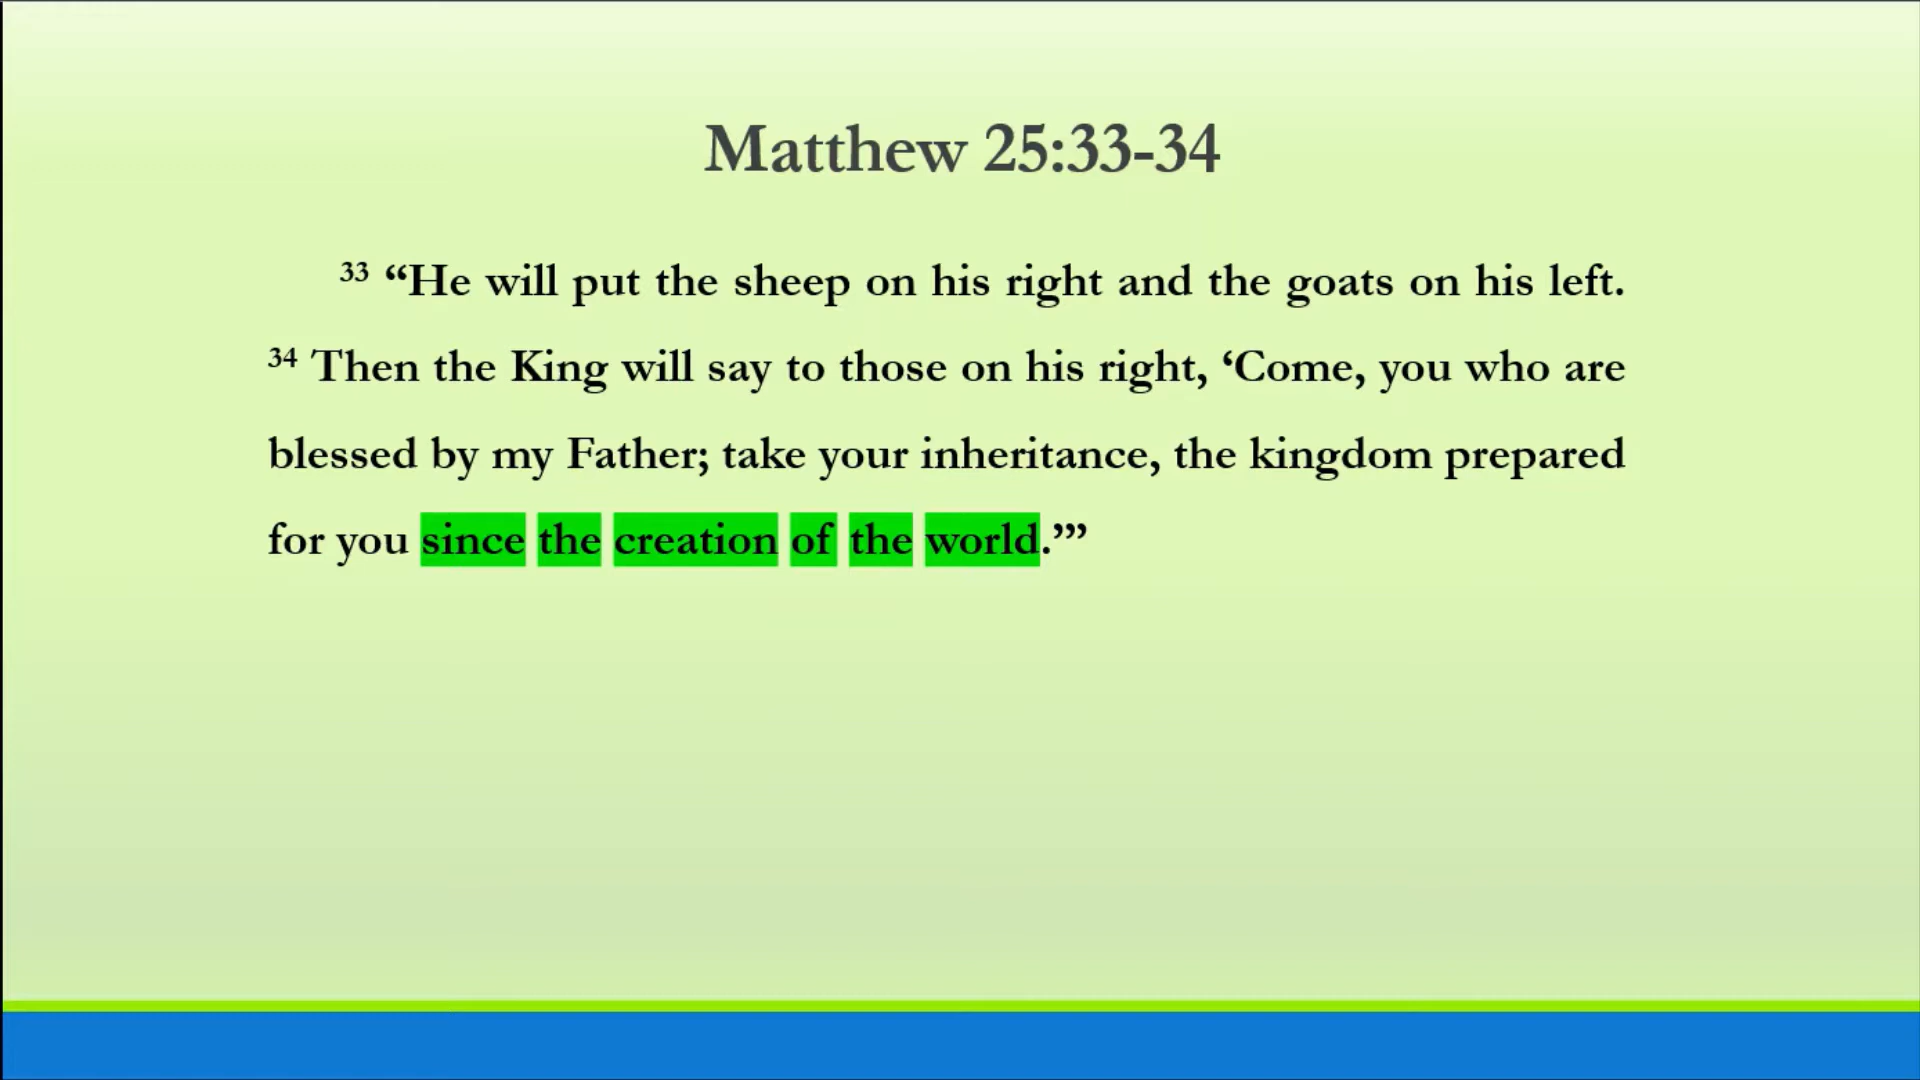 Matthew 25:33-34
33 “He will put the sheep on his right and the goats on his left.
34 Then the King will say to those on his right, ‘Come, you who are
blessed by my Father; take your inheritance, the kingdom prepared
for you since the creation of the world.’”